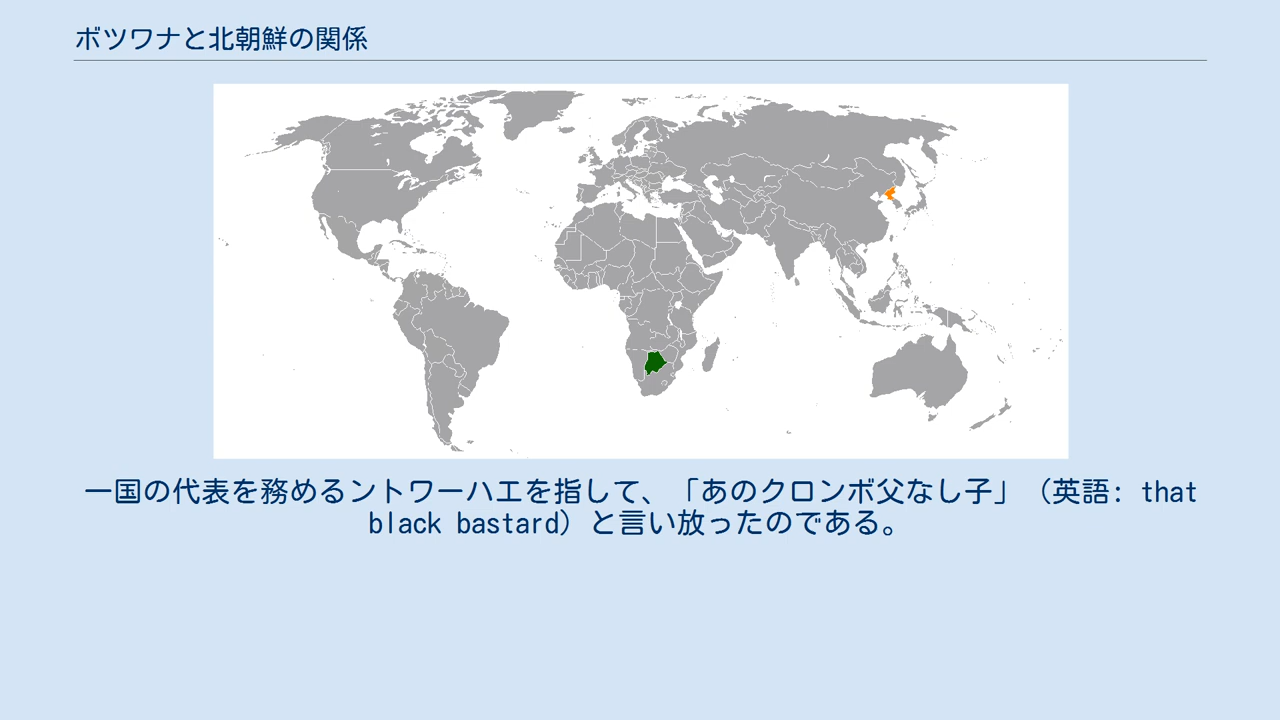 ボツワナと北朝鮮の関係
一国の代表を務めるントワーハエを指して、「あのクロンボ父なし子」（英語: that
black bastard）と言い放ったのである。